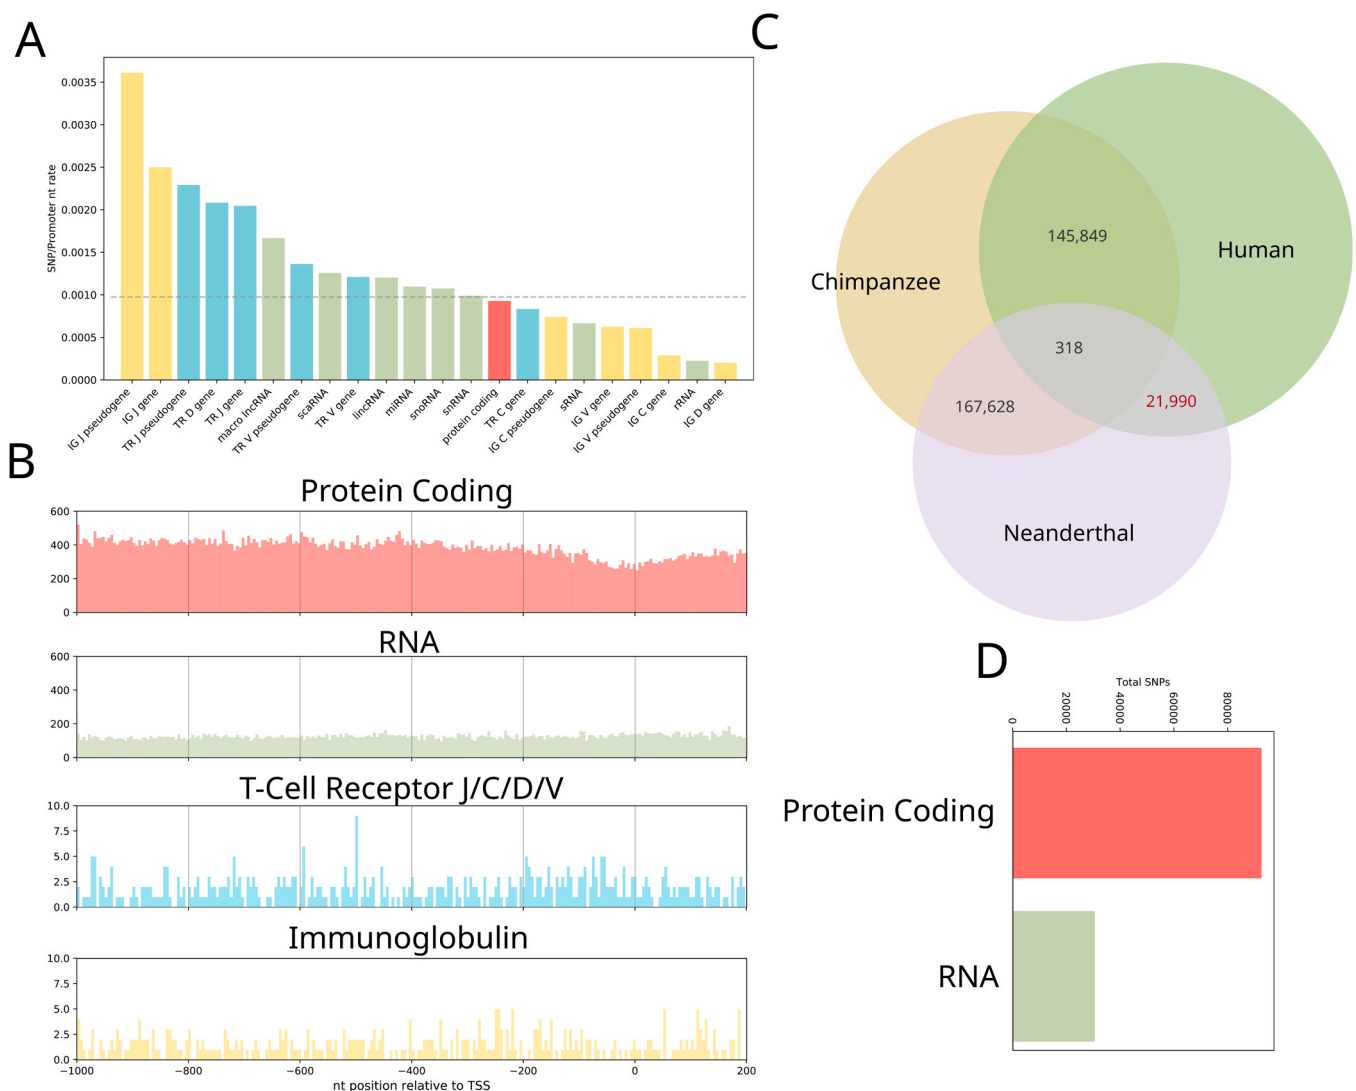 A
SNP/Promoter nt rate
0.0035
0.0030
0.0025
0.0020
0.0015
0.0010
0.0005
0.0000
IG J pseudogene
IG J gene
TR J pseudogene
TR D gene
TR J gene
macro lncRNA
TR V pseudogene
scaRNA
TR V gene
lincRNA
miRNA
snoRNA
snRNA
protein coding
TR C gene
IG C pseudogene
sRNA
IG V gene
IG V pseudogene
IG C gene
rRNA
IG D gene
B
Protein Coding
600
400
200
0
RNA
600
400
200
0
T-Cell Receptor J/C/D/V
10.0
7.5
5.0
2.5
0.0
Immunoglobulin
10.0
7.5
5.0
2.5
0.0
−1000 −800 −600 −400 −200 0 200
nt position relative to TSS
C
145,849
Human
Chimpanzee
318
167,628
21,990
Neanderthal
D
Total SNPs
0 20000 40000 60000 80000
Protein Coding
RNA